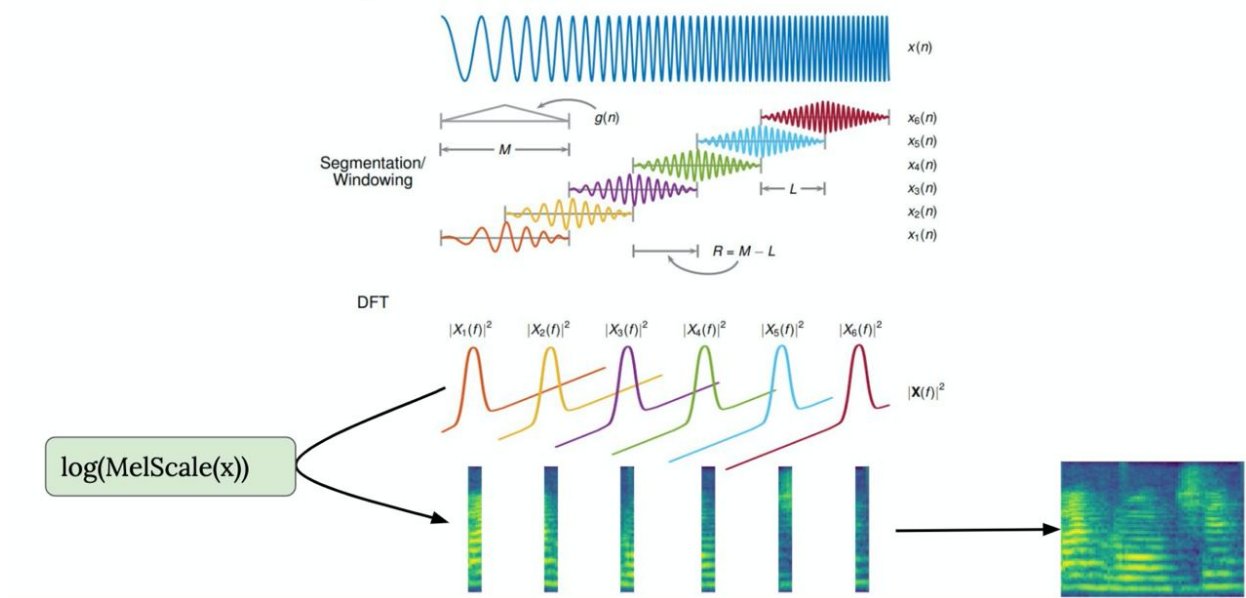 x(n)
g(n)
x₆(n)
x₅(n)
M
Segmentation/
Windowing
x₄(n)
L
x₃(n)
x₂(n)
x₁(n)
R = M − L
DFT
|X₁(f)|² |X₂(f)|² |X₃(f)|² |X₄(f)|² |X₅(f)|² |X₆(f)|²
|X(f)|²
log(MelScale(x))